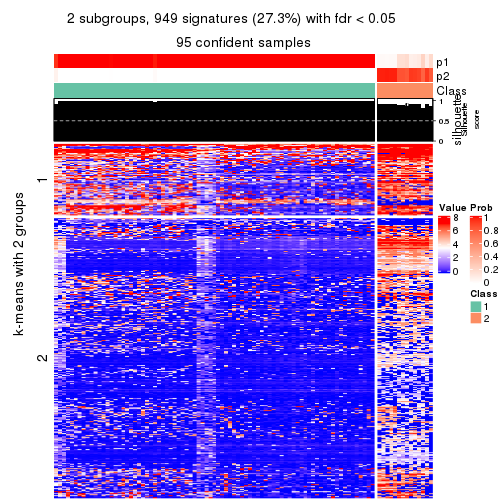 2 subgroups, 949 signatures (27.3%) with fdr < 0.05
95 confident samples
p1
p2
Class
silhouette
Silhouette
score
1
0.5
0
k-means with 2 groups
1
2
Value
8
6
4
2
0
Prob
1
0.8
0.6
0.4
0.2
0
Class
1
2